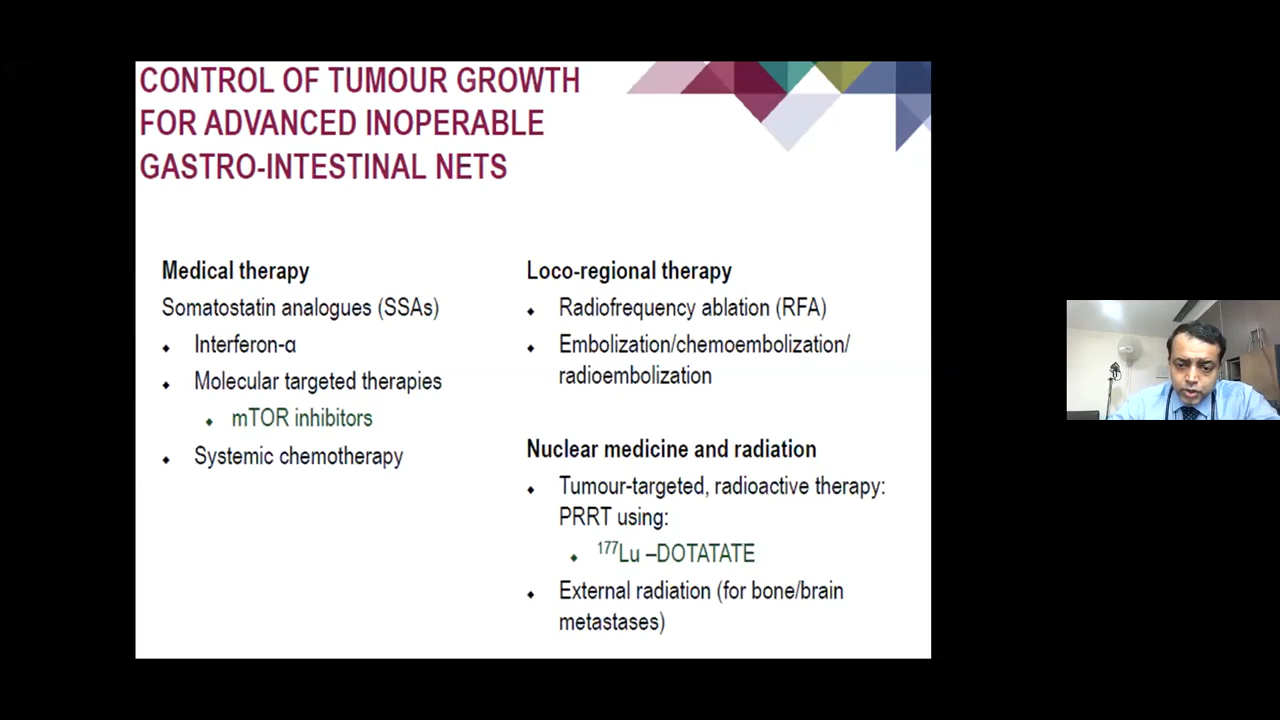 CONTROL OF TUMOUR GROWTH
FOR ADVANCED INOPERABLE
GASTRO-INTESTINAL NETS
Medical therapy
Somatostatin analogues (SSAs)
Interferon-α
Molecular targeted therapies
mTOR inhibitors
Systemic chemotherapy
Loco-regional therapy
Radiofrequency ablation (RFA)
Embolization/chemoembolization/
radioembolization
Nuclear medicine and radiation
Tumour-targeted, radioactive therapy:
PRRT using:
¹⁷⁷Lu –DOTATATE
External radiation (for bone/brain
metastases)